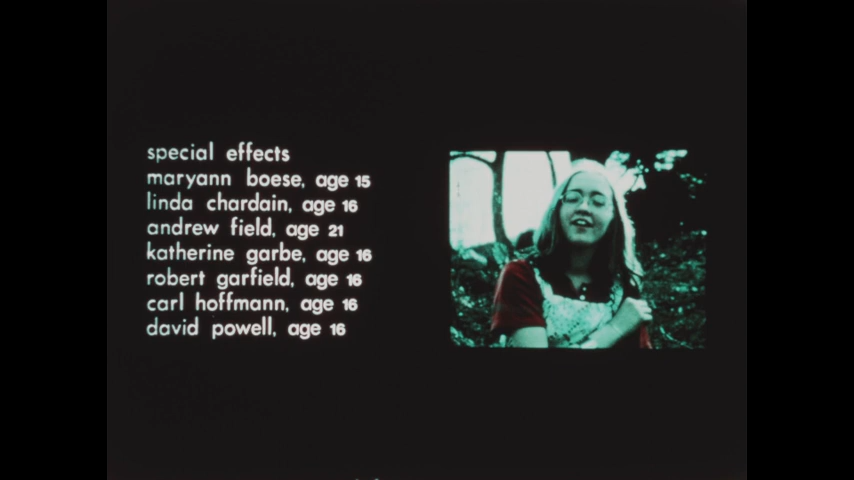 special effects
maryann boese, age 15
linda chardain, age 16
andrew field, age 21
katherine garbe, age 16
robert garfield, age 16
carl hoffmann, age 16
david powell, age 16